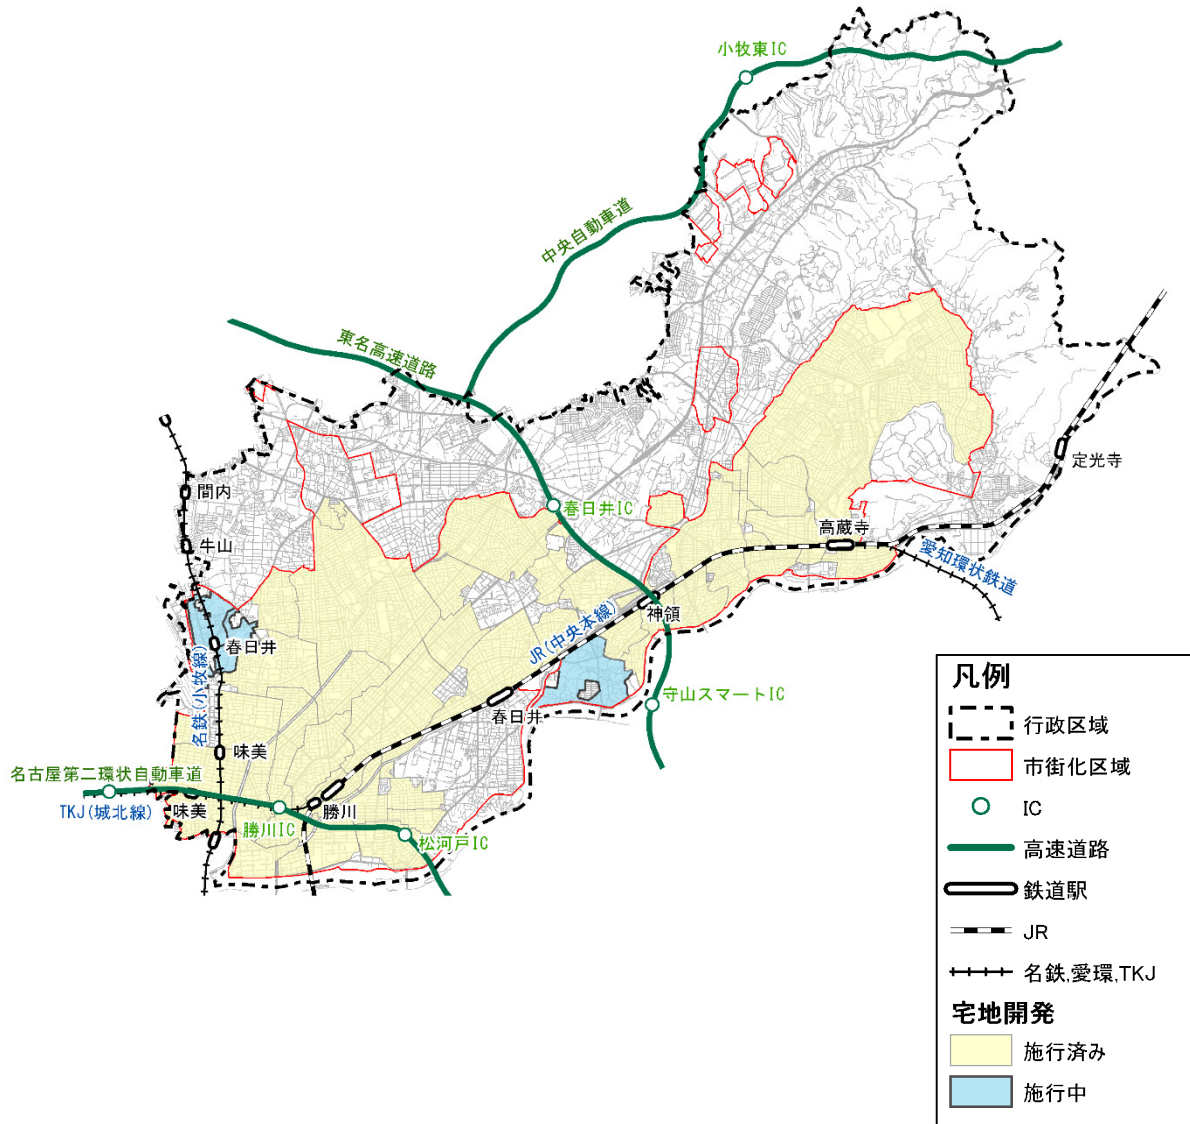 小牧東IC
中央自動車道
東名高速道路
間内
牛山
春日井IC
高蔵寺
定光寺
愛知環状鉄道
神領
JR(中央本線)
春日井
名鉄(小牧線)
春日井
守山スマートIC
味美
名古屋第二環状自動車道
TKJ(城北線)
味美
勝川IC
勝川
松河戸IC
凡例
行政区域
市街化区域
IC
高速道路
鉄道駅
JR
名鉄,愛環,TKJ
宅地開発
施行済み
施行中